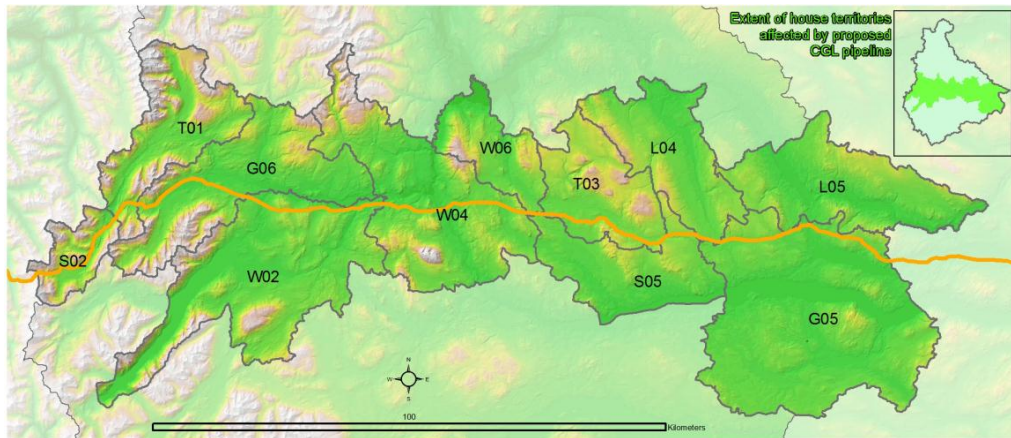 Extent of house territories
affected by proposed
CGL pipeline
T01
G06
W06
L04
T03
L05
W04
S02
W02
S05
G05
N
W E
S
100
Kilometers